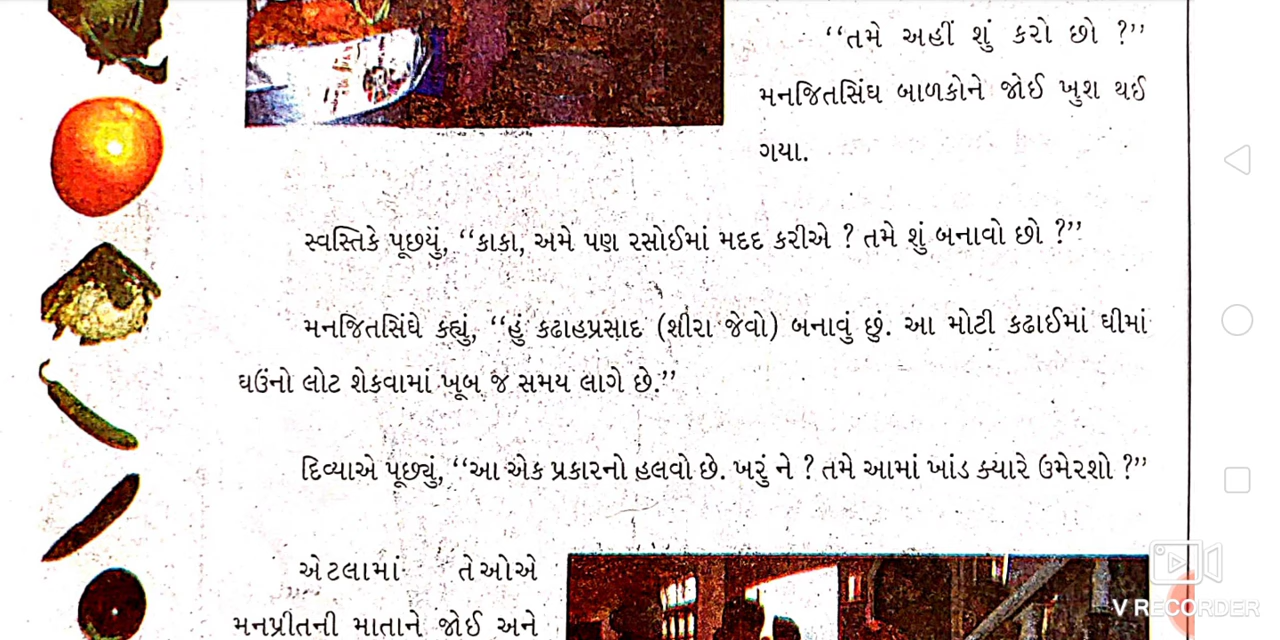 “તમે અહીં શું કરો છો ?”
મનજિતસિંઘ બાળકોને જોઈ ખુશ થઈ
ગયા.
સ્વસ્તિકે પૂછયું, “કાકા, અમે પણ રસોઈમાં મદદ કરીએ ? તમે શું બનાવો છો ?”
મનજિતસિંઘે કહ્યું, “હું કઢાહપ્રસાદ (શીરા જેવો) બનાવું છું. આ મોટી કઢાઈમાં ઘીમાં
ઘઉંનો લોટ શેકવામાં ખૂબ જ સમય લાગે છે.”
દિવ્યાએ પૂછ્યું, “આ એક પ્રકારનો હલવો છે. ખરું ને ? તમે આમાં ખાંડ ક્યારે ઉમેરશો ?”
એટલામાં તેઓએ
મનપ્રીતની માતાને જોઈ અને
V RECORDER